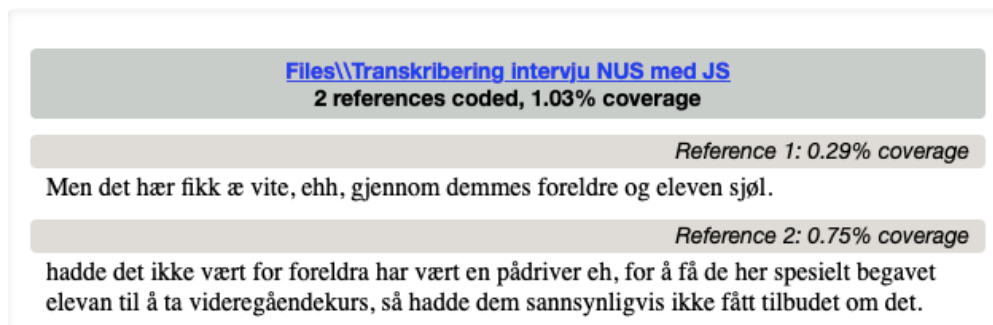 Files\\Transkribering intervju NUS med JS
2 references coded, 1.03% coverage
Reference 1: 0.29% coverage
Men det hær fikk æ vite, ehh, gjennom demmes foreldre og eleven sjøl.
Reference 2: 0.75% coverage
hadde det ikke vært for foreldra har vært en pådriver eh, for å få de her spesielt begavet
elevan til å ta videregåendekurs, så hadde dem sannsynligvis ikke fått tilbudet om det.